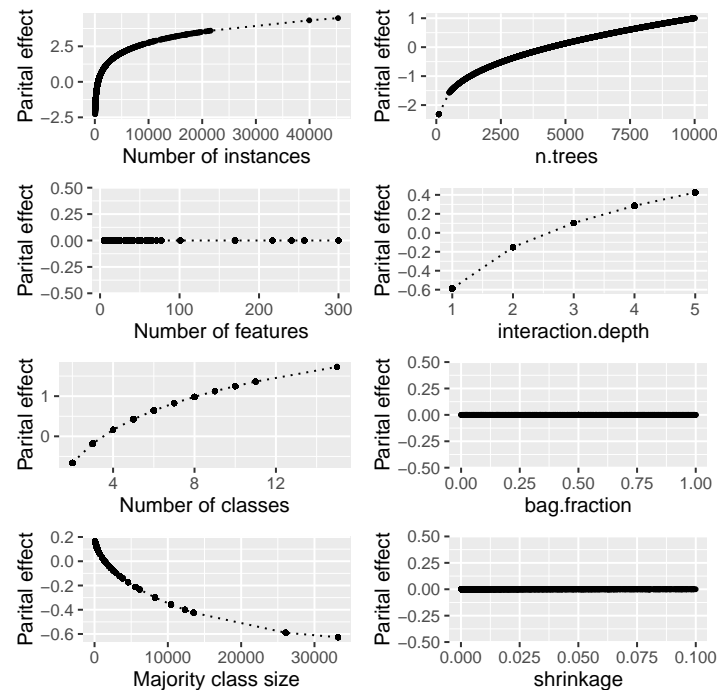 Parital effect
2.5
0.0
−2.5
0 10000 20000 30000 40000
Number of instances
Parital effect
1
0
−1
−2
0 2500 5000 7500 10000
n.trees
Parital effect
0.50
0.25
0.00
−0.25
−0.50
0 100 200 300
Number of features
Parital effect
0.4
0.2
0.0
−0.2
−0.4
−0.6
1 2 3 4 5
interaction.depth
Parital effect
1
0
4 8 12
Number of classes
Parital effect
0.50
0.25
0.00
−0.25
−0.50
0.00 0.25 0.50 0.75 1.00
bag.fraction
Parital effect
0.2
0.0
−0.2
−0.4
−0.6
0 10000 20000 30000
Majority class size
Parital effect
0.50
0.25
0.00
−0.25
−0.50
0.000 0.025 0.050 0.075 0.100
shrinkage